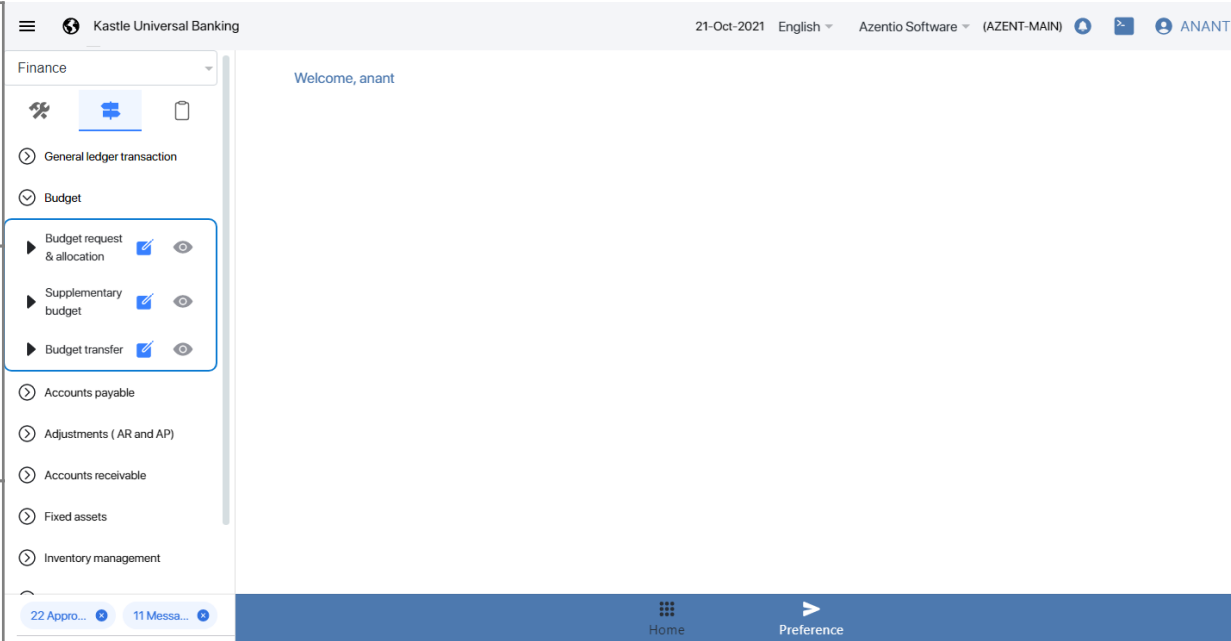 Kastle Universal Banking
21-Oct-2021 English Azentio Software (AZENT-MAIN) ANANT
Finance
Welcome, anant
General ledger transaction
Budget
Budget request
& allocation
Supplementary
budget
Budget transfer
Accounts payable
Adjustments ( AR and AP)
Accounts receivable
Fixed assets
Inventory management
22 Appro... 11 Messa...
Home Preference